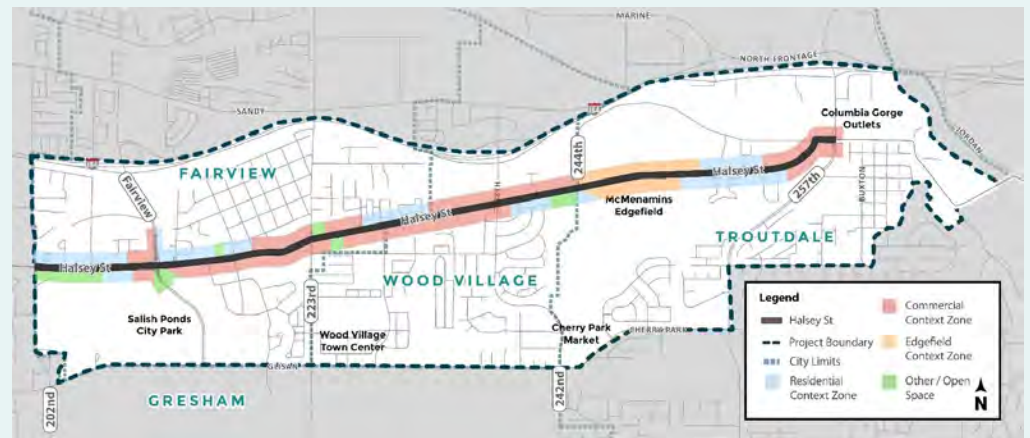 MARINE
NORTH FRONTAGE
SANDY
84
Columbia Gorge
Outlets
JORDAN
244th
84
Fairview
FAIRVIEW
Halsey St
257th
BUXTON
McMenamins
Edgefield
Halsey St
TROUTDALE
Halsey St
WOOD VILLAGE
223rd
Salish Ponds
City Park
Wood Village
Town Center
Cherry Park
Market
CHERRY PARK
GLISAN
202nd
242nd
GRESHAM
Legend
Halsey St
Project Boundary
City Limits
Residential
Context Zone
Commercial
Context Zone
Edgefield
Context Zone
Other / Open
Space
N